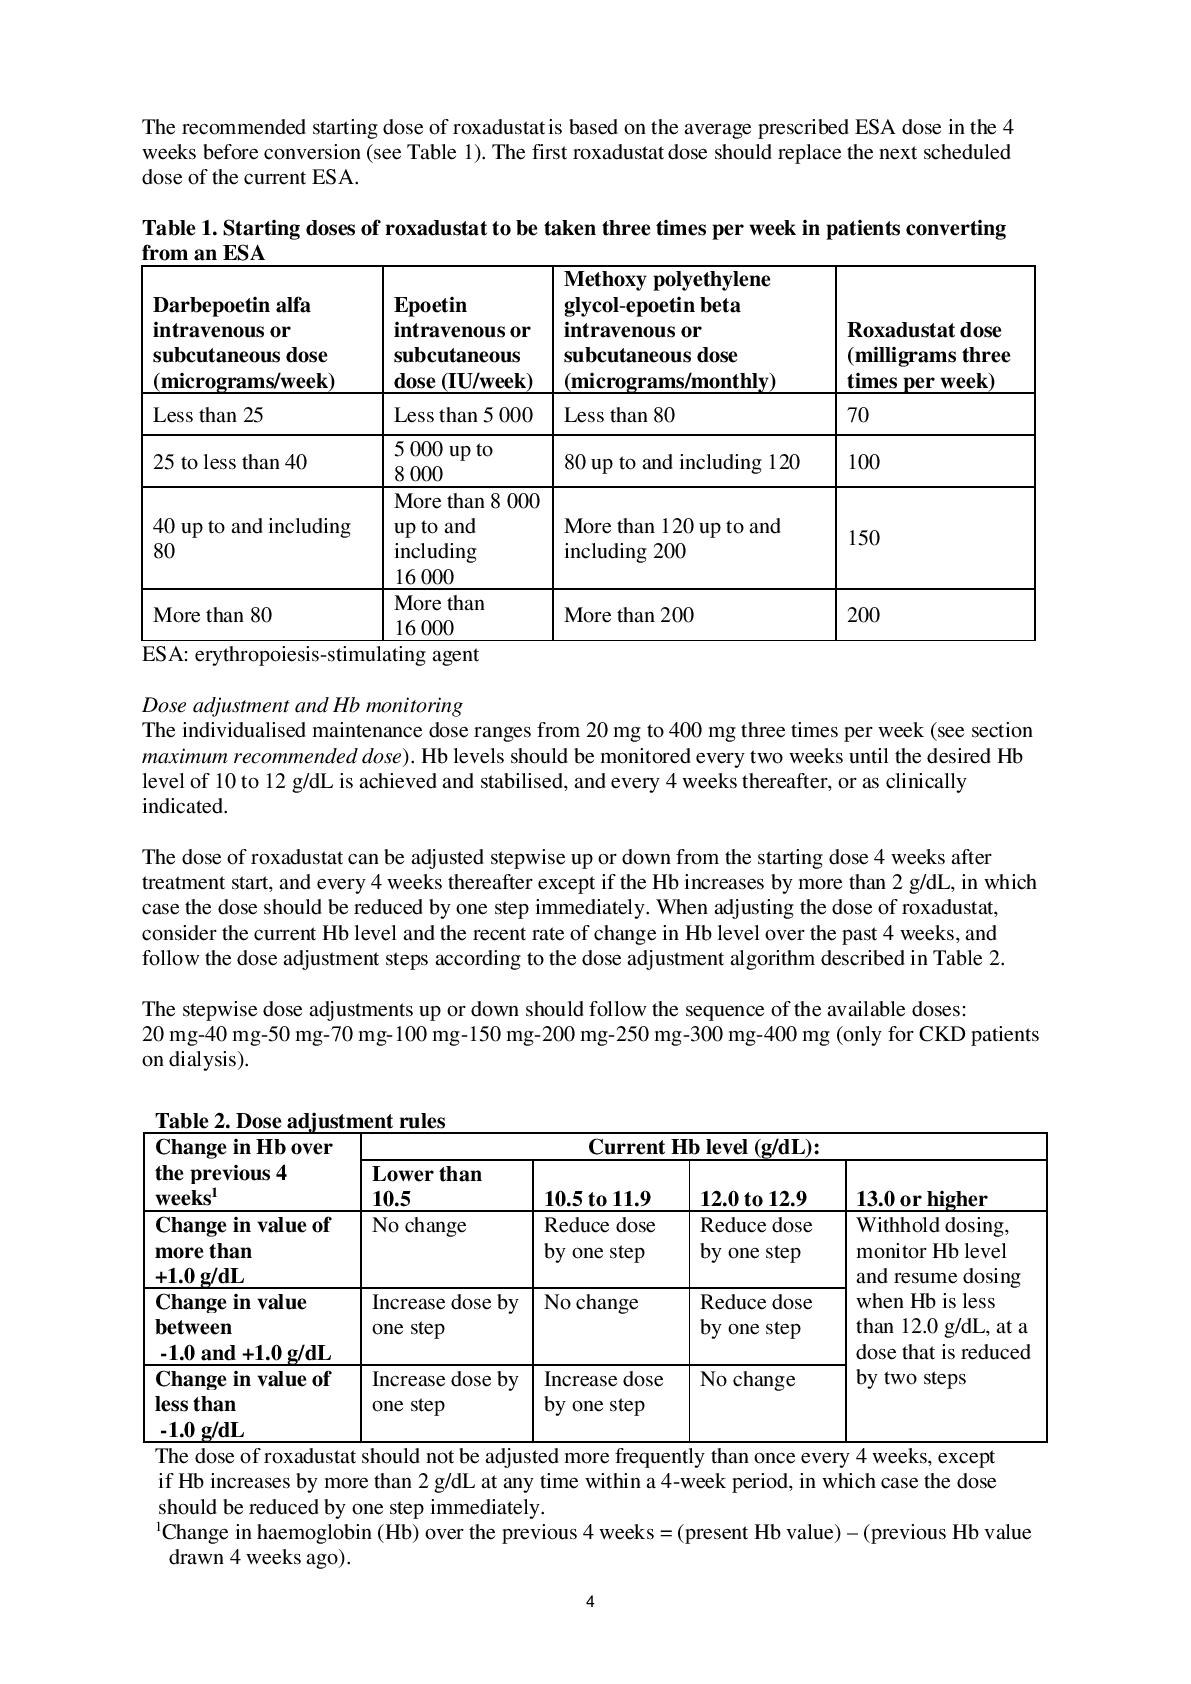 The recommended starting dose of roxadustat is based on the average prescribed ESA dose in the 4
weeks before conversion (see Table 1). The first roxadustat dose should replace the next scheduled
dose of the current ESA.
Table 1. Starting doses of roxadustat to be taken three times per week in patients converting
from an ESA
Darbepoetin alfa
intravenous or
subcutaneous dose
(micrograms/week)
Epoetin
intravenous or
subcutaneous
dose (IU/week)
Methoxy polyethylene
glycol-epoetin beta
intravenous or
subcutaneous dose
(micrograms/monthly)
Roxadustat dose
(milligrams three
times per week)
Less than 25
Less than 5 000
Less than 80
70
25 to less than 40
5 000 up to
8 000
80 up to and including 120
100
40 up to and including
80
More than 8 000
up to and
including
16 000
More than 120 up to and
including 200
150
More than 80
More than
16 000
More than 200
200
ESA: erythropoiesis-stimulating agent
Dose adjustment and Hb monitoring
The individualised maintenance dose ranges from 20 mg to 400 mg three times per week (see section
maximum recommended dose). Hb levels should be monitored every two weeks until the desired Hb
level of 10 to 12 g/dL is achieved and stabilised, and every 4 weeks thereafter, or as clinically
indicated.
The dose of roxadustat can be adjusted stepwise up or down from the starting dose 4 weeks after
treatment start, and every 4 weeks thereafter except if the Hb increases by more than 2 g/dL, in which
case the dose should be reduced by one step immediately. When adjusting the dose of roxadustat,
consider the current Hb level and the recent rate of change in Hb level over the past 4 weeks, and
follow the dose adjustment steps according to the dose adjustment algorithm described in Table 2.
The stepwise dose adjustments up or down should follow the sequence of the available doses:
20 mg-40 mg-50 mg-70 mg-100 mg-150 mg-200 mg-250 mg-300 mg-400 mg (only for CKD patients
on dialysis).
Table 2. Dose adjustment rules
Change in Hb over
the previous 4
weeks¹
Current Hb level (g/dL):
Lower than
10.5
10.5 to 11.9
12.0 to 12.9
13.0 or higher
Change in value of
more than
+1.0 g/dL
No change
Reduce dose
by one step
Reduce dose
by one step
Withhold dosing,
monitor Hb level
and resume dosing
when Hb is less
than 12.0 g/dL, at a
dose that is reduced
by two steps
Change in value
between
-1.0 and +1.0 g/dL
Increase dose by
one step
No change
Reduce dose
by one step
Change in value of
less than
-1.0 g/dL
Increase dose by
one step
Increase dose
by one step
No change
The dose of roxadustat should not be adjusted more frequently than once every 4 weeks, except
if Hb increases by more than 2 g/dL at any time within a 4-week period, in which case the dose
should be reduced by one step immediately.
¹Change in haemoglobin (Hb) over the previous 4 weeks = (present Hb value) – (previous Hb value
drawn 4 weeks ago).
4